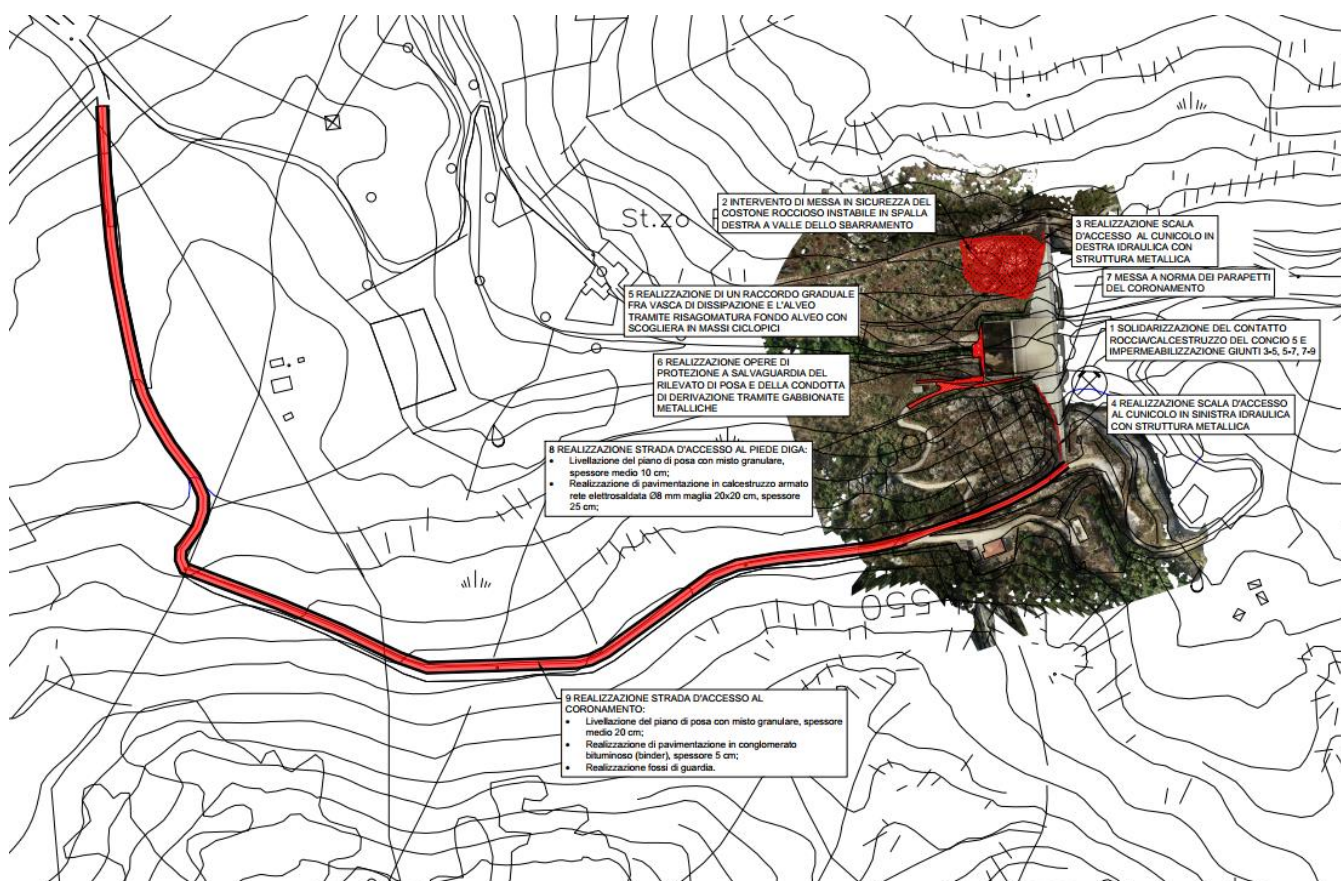 2 INTERVENTO DI MESSA IN SICUREZZA DEL
COSTONE ROCCIOSO INSTABILE IN SPALLA
DESTRA A VALLE DELLO SBARRAMENTO
St.zo
3 REALIZZAZIONE SCALA
D'ACCESSO AL CUNICOLO IN
DESTRA IDRAULICA CON
STRUTTURA METALLICA
7 MESSA A NORMA DEI PARAPETTI
DEL CORONAMENTO
5 REALIZZAZIONE DI UN RACCORDO GRADUALE
FRA VASCA DI DISSIPAZIONE E L'ALVEO
TRAMITE RISAGOMATURA FONDO ALVEO CON
SCOGLIERA IN MASSI CICLOPICI
1 SOLIDARIZZAZIONE DEL CONTATTO
ROCCIA/CALCESTRUZZO DEL CONCIO 5 E
IMPERMEABILIZZAZIONE GIUNTI 3-5, 5-7, 7-9
6 REALIZZAZIONE OPERE DI
PROTEZIONE A SALVAGUARDIA DEL
RILEVATO DI POSA E DELLA CONDOTTA
DI DERIVAZIONE TRAMITE GABBIONATE
METALLICHE
4 REALIZZAZIONE SCALA D'ACCESSO
AL CUNICOLO IN SINISTRA IDRAULICA
CON STRUTTURA METALLICA
8 REALIZZAZIONE STRADA D'ACCESSO AL PIEDE DIGA:
• Livellazione del piano di posa con misto granulare,
spessore medio 10 cm;
• Realizzazione di pavimentazione in calcestruzzo armato
rete elettrosaldata Ø8 mm maglia 20x20 cm, spessore
25 cm;
550
9 REALIZZAZIONE STRADA D'ACCESSO AL
CORONAMENTO:
• Livellazione del piano di posa con misto granulare, spessore
medio 20 cm;
• Realizzazione di pavimentazione in conglomerato
bituminoso (binder), spessore 5 cm;
• Realizzazione fossi di guardia.